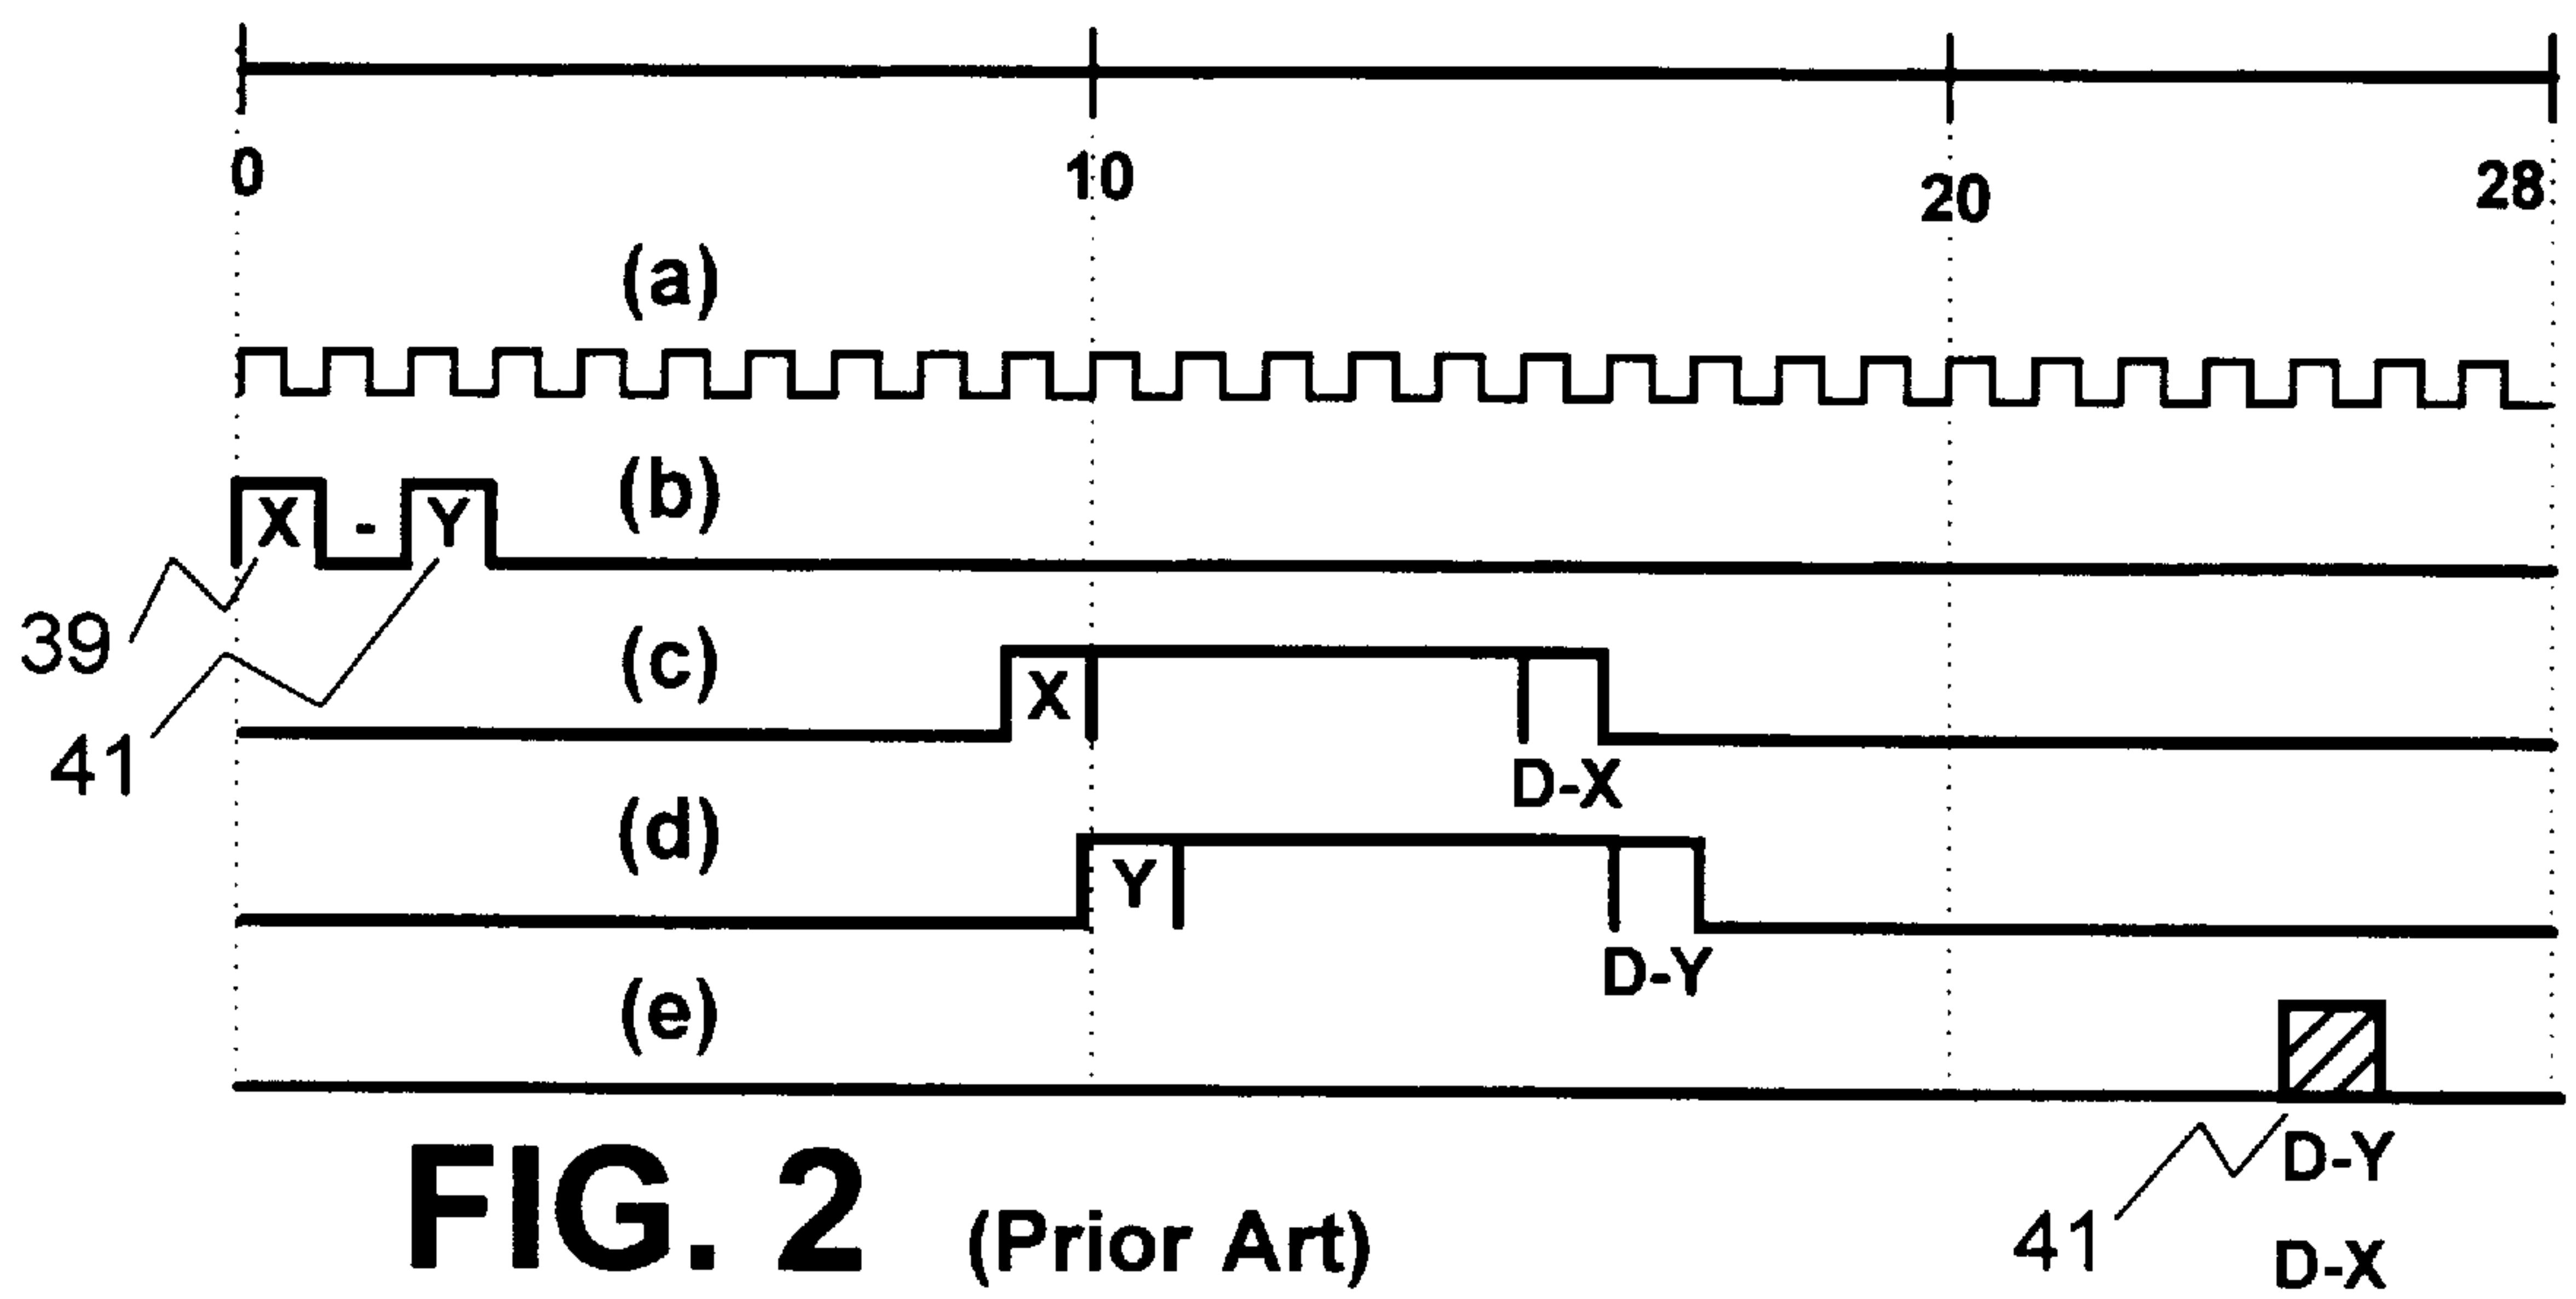 0 10 20 28
(a)
(b)
X - Y
39
(c)
X
41
D-X
(d)
Y
D-Y
(e)
D-Y
41
D-X
FIG. 2 (Prior Art)